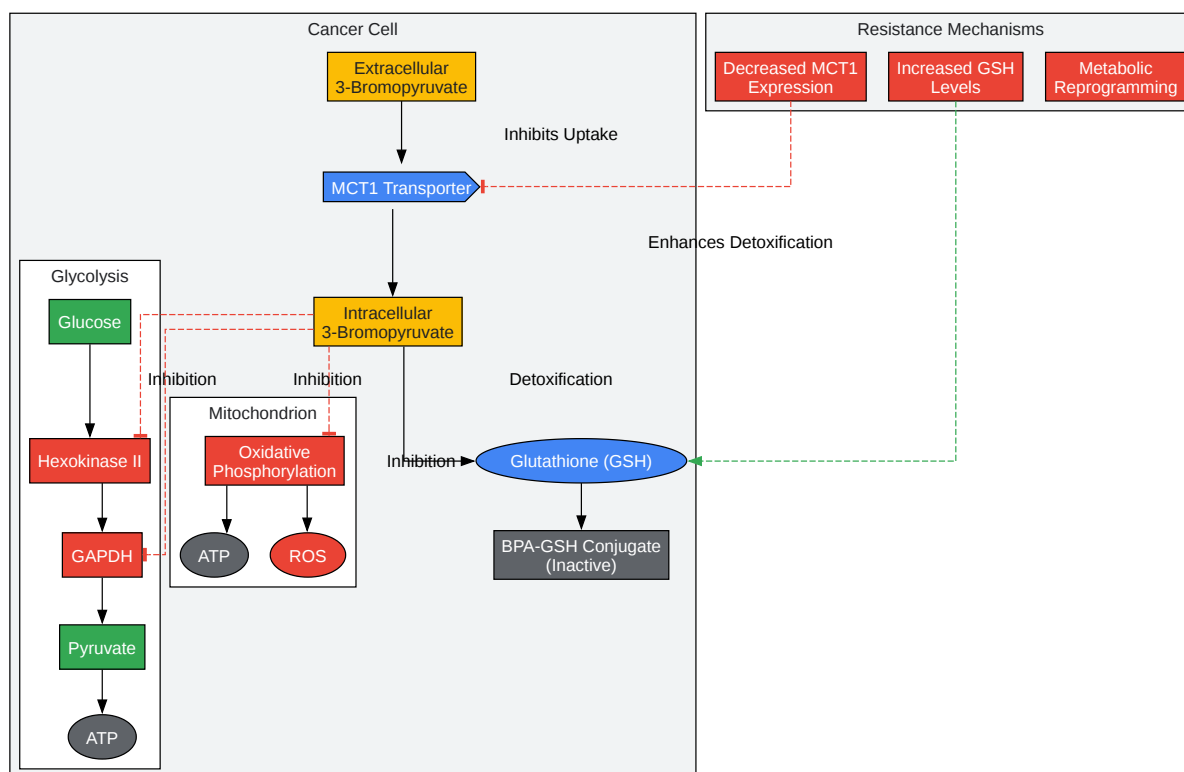 Cancer Cell
Resistance Mechanisms
Extracellular
3-Bromopyruvate
Decreased MCT1
Expression
Increased GSH
Levels
Metabolic
Reprogramming
Inhibits Uptake
MCT1 Transporter
Enhances Detoxification
Glycolysis
Glucose
Intracellular
3-Bromopyruvate
Inhibition
Inhibition
Detoxification
Mitochondrion
Hexokinase II
Oxidative
Phosphorylation
Inhibition
Glutathione (GSH)
GAPDH
ATP
ROS
BPA-GSH Conjugate
(Inactive)
Pyruvate
ATP